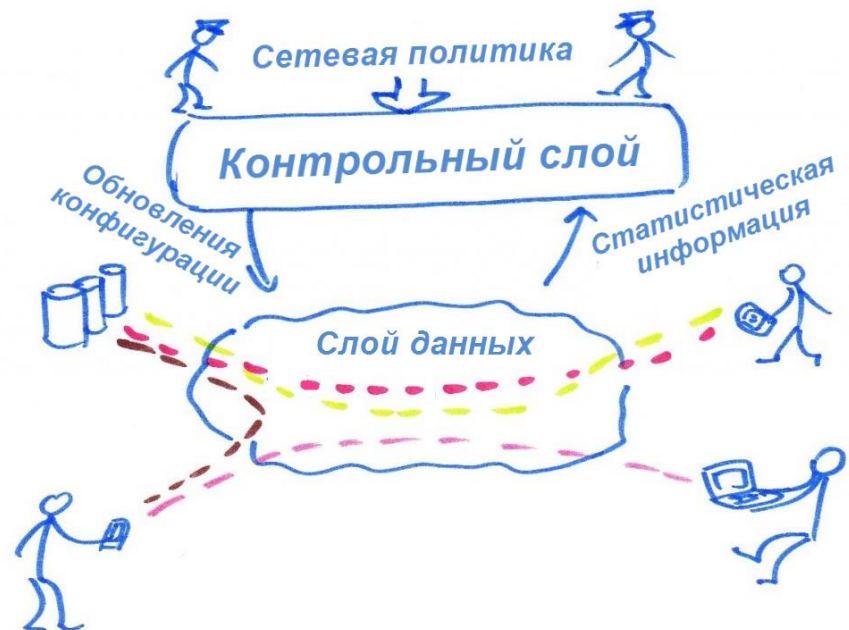 Сетевая политика
Контрольный слой
Обновления
конфигурации
Статистическая
информация
Слой данных